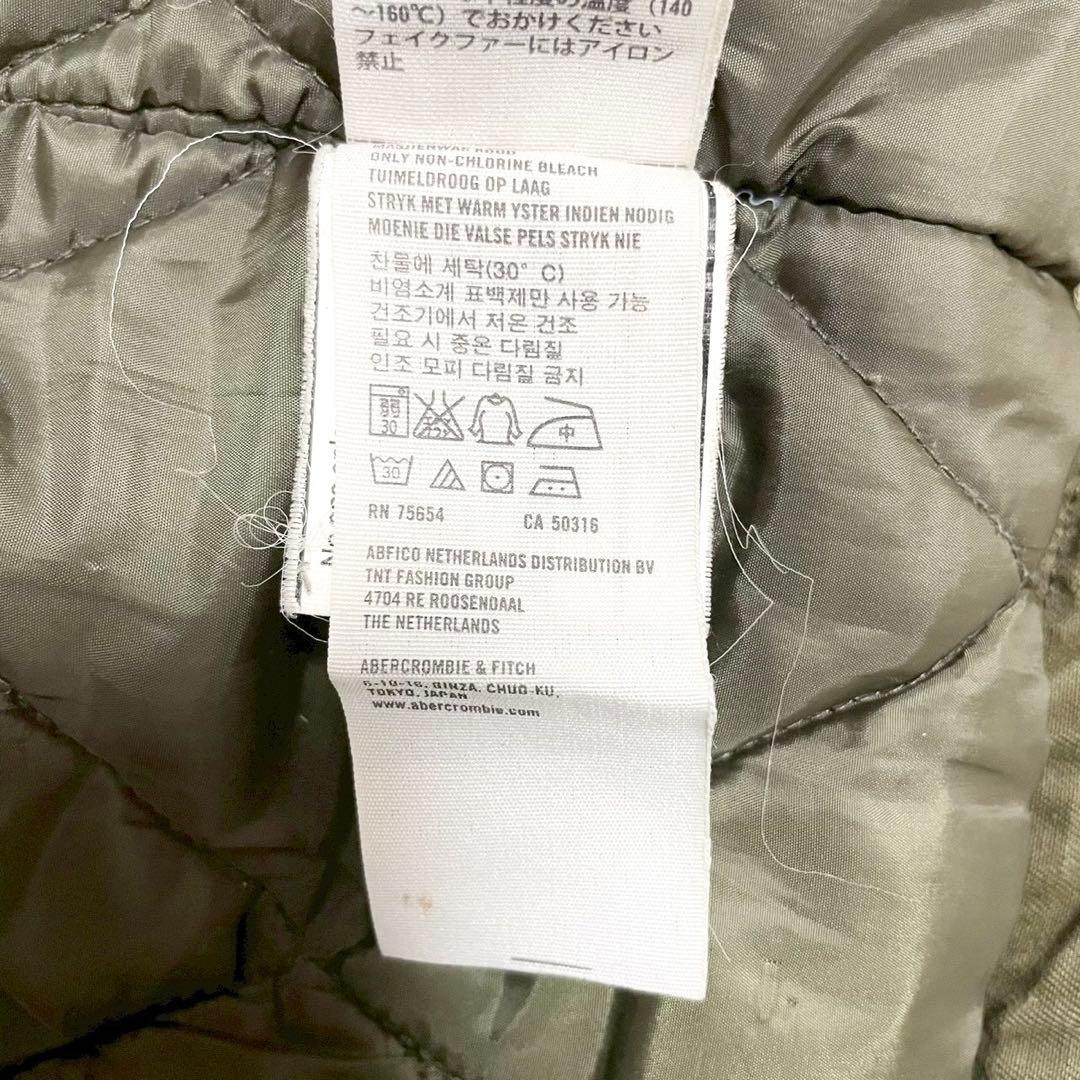 度の温度（140
～160℃）でおかけください
フェイクファーにはアイロン
禁止
ONLY NON-CHLORINE BLEACH
TUIMELDROOG OP LAAG
STRYK MET WARM YSTER INDIEN NODIG
MOENIE DIE VALSE PELS STRYK NIE
찬물에 세탁(30° C)
비염소계 표백제만 사용 가능
건조기에서 저온 건조
필요 시 중온 다림질
인조 모피 다림질 금지
30
中
30
RN 75654 CA 50316
ABFICO NETHERLANDS DISTRIBUTION BV
TNT FASHION GROUP
4704 RE ROOSENDAAL
THE NETHERLANDS
ABERCROMBIE & FITCH
6-10-16, GINZA, CHUO-KU,
TOKYO, JAPAN
www.abercrombie.com